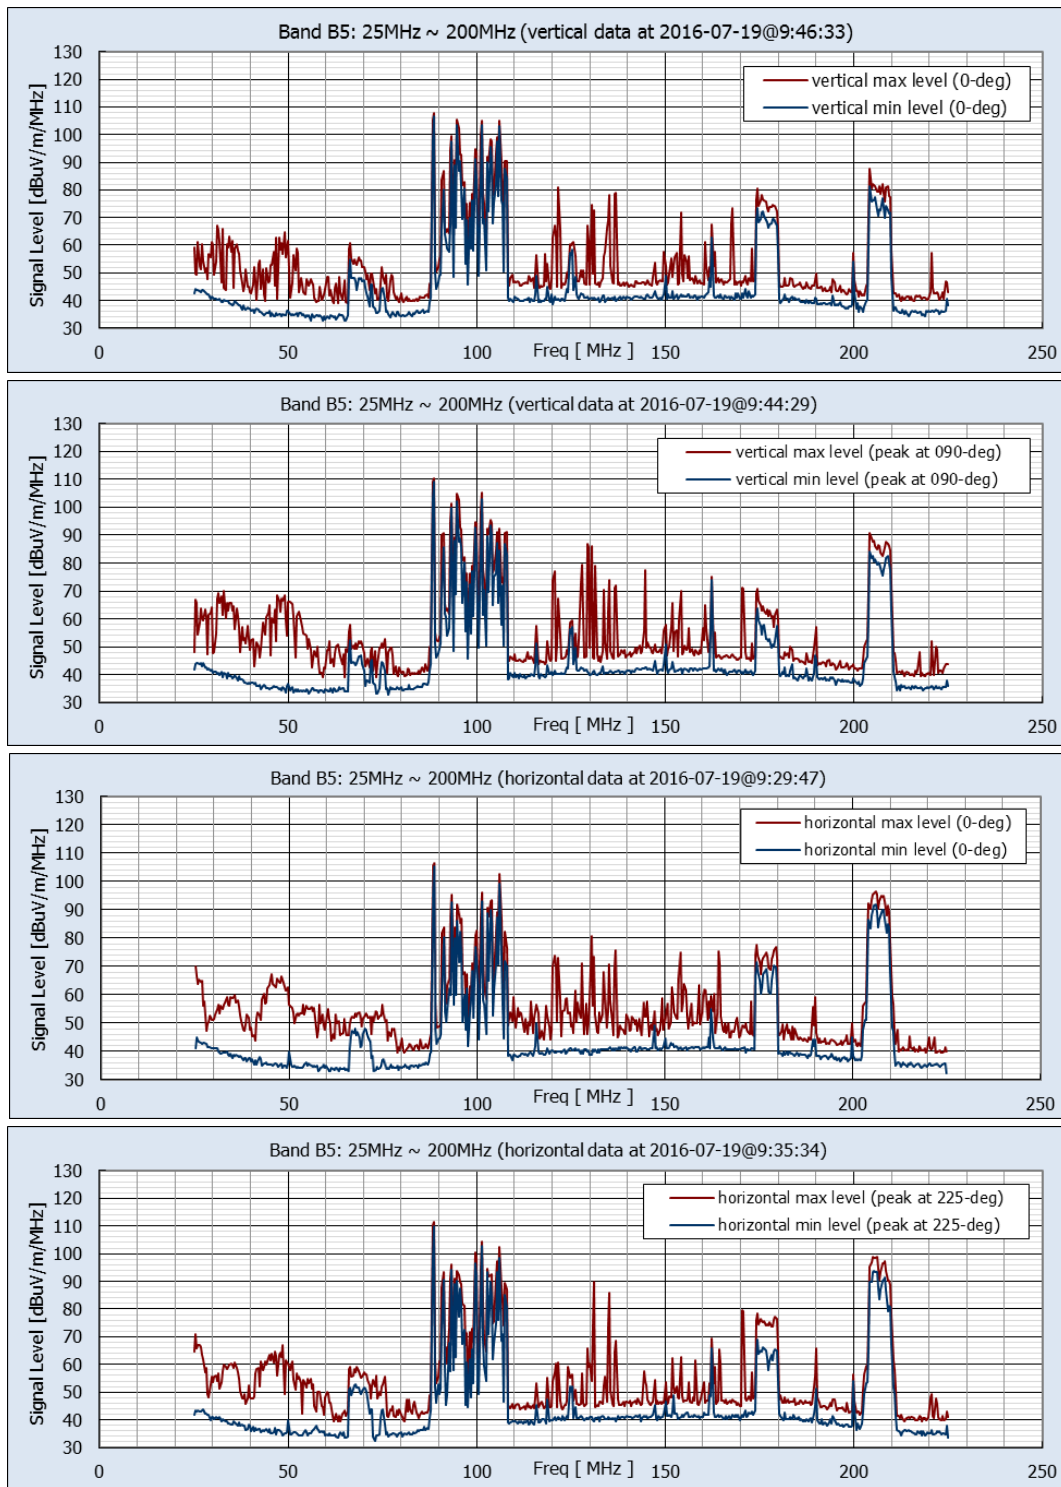 Band B5: 25MHz ~ 200MHz (vertical data at 2016-07-19@9:46:33)
130
120
110
100
90
80
70
60
50
40
30
Signal Level [dBuV/m/MHz]
vertical max level (0-deg)
vertical min level (0-deg)
0 50 100 150 200 250
Freq [ MHz ]
Band B5: 25MHz ~ 200MHz (vertical data at 2016-07-19@9:44:29)
130
120
110
100
90
80
70
60
50
40
30
Signal Level [dBuV/m/MHz]
vertical max level (peak at 090-deg)
vertical min level (peak at 090-deg)
0 50 100 150 200 250
Freq [ MHz ]
Band B5: 25MHz ~ 200MHz (horizontal data at 2016-07-19@9:29:47)
130
120
110
100
90
80
70
60
50
40
30
Signal Level [dBuV/m/MHz]
horizontal max level (0-deg)
horizontal min level (0-deg)
0 50 100 150 200 250
Freq [ MHz ]
Band B5: 25MHz ~ 200MHz (horizontal data at 2016-07-19@9:35:34)
130
120
110
100
90
80
70
60
50
40
30
Signal Level [dBuV/m/MHz]
horizontal max level (peak at 225-deg)
horizontal min level (peak at 225-deg)
0 50 100 150 200 250
Freq [ MHz ]